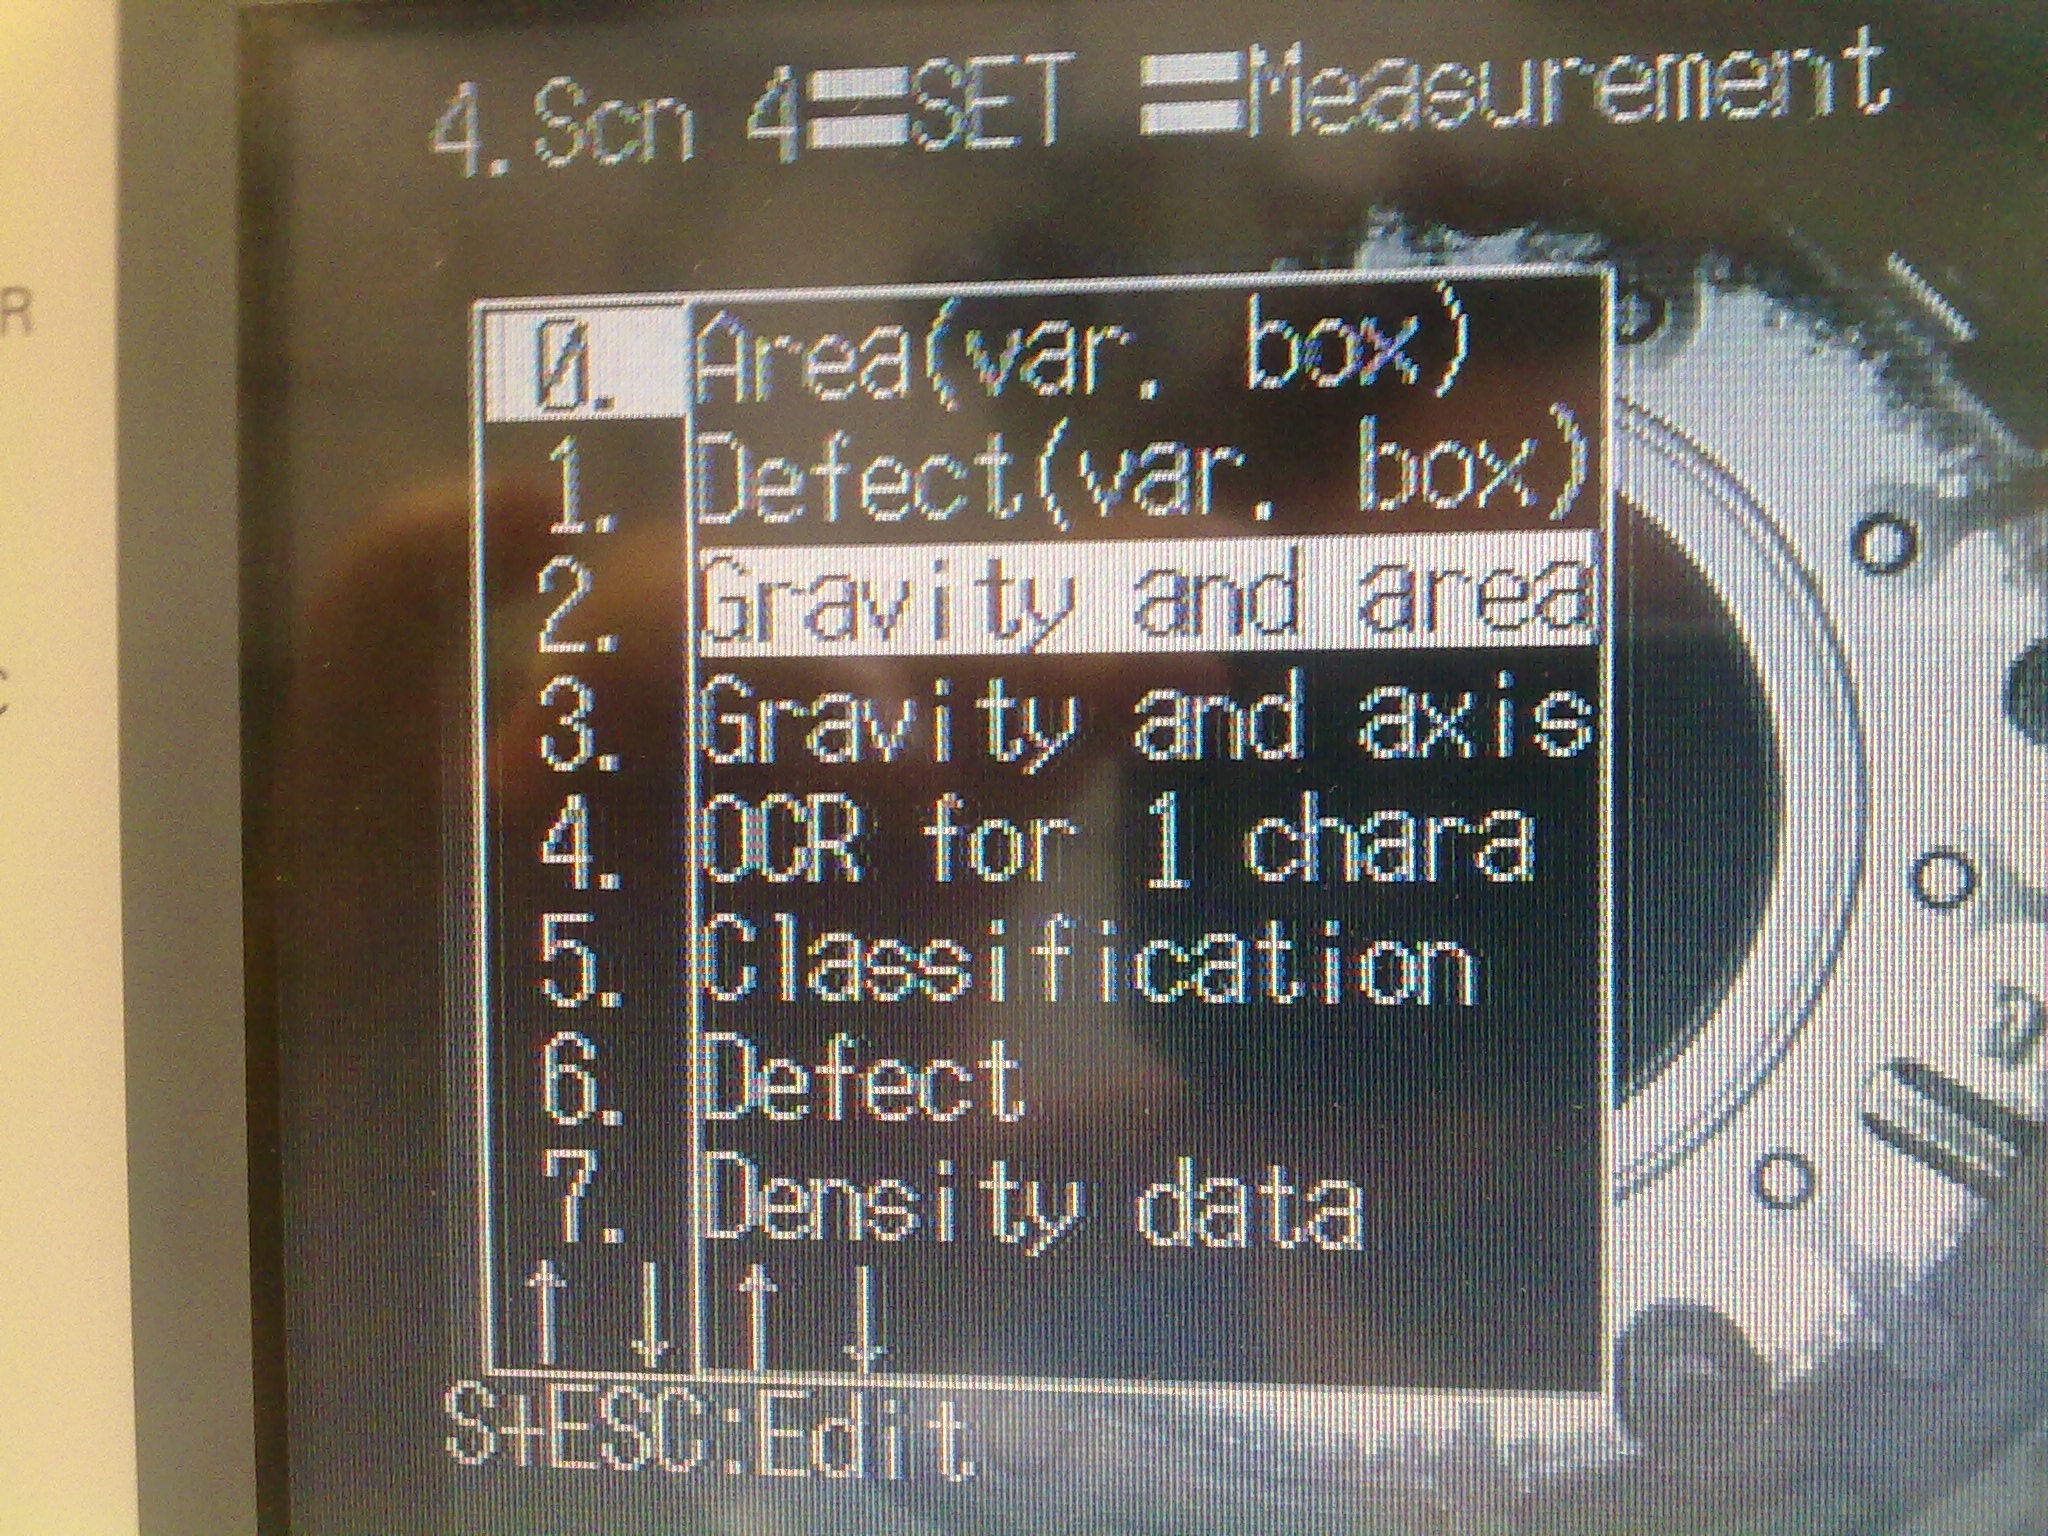 4.Scn 4=SET =Measurement
0. Area(var. box)
1. Defect(var. box)
2. Gravity and area
3. Gravity and axis
4. OCR for 1 chara
5. Classification
6. Defect
7. Density data
↑ ↓ ↑ ↓
S+ESC:Edit
R
C